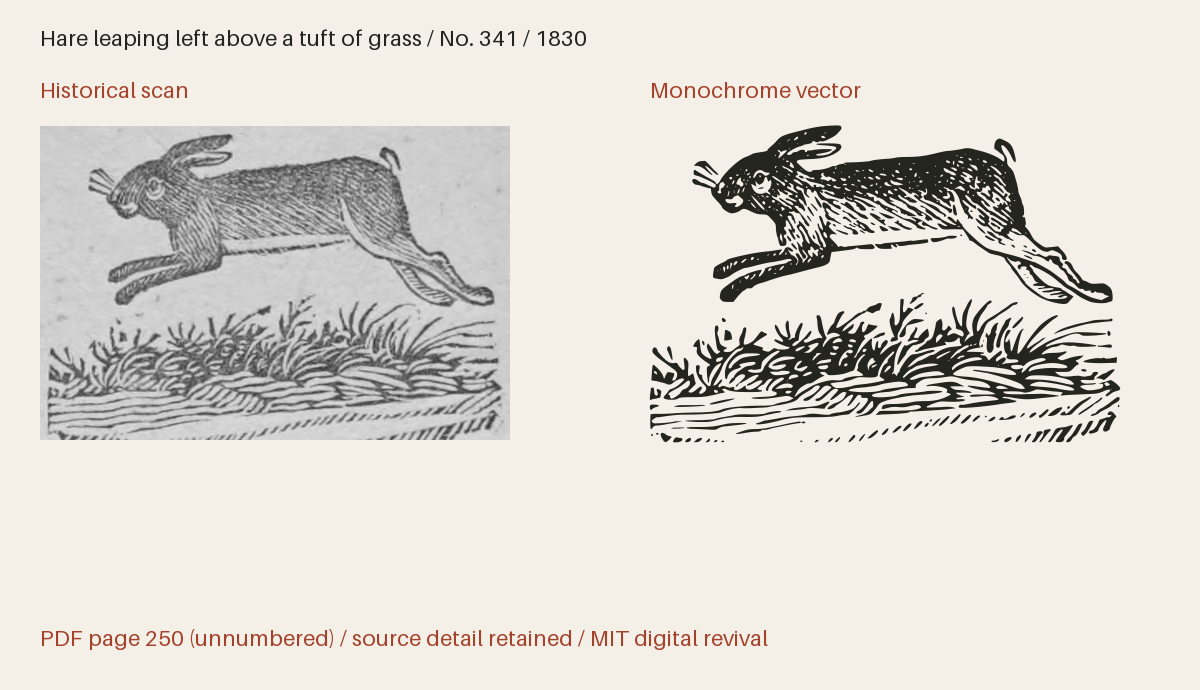 Hare leaping left above a tuft of grass / No. 341 / 1830
Historical scan
Monochrome vector
PDF page 250 (unnumbered) / source detail retained / MIT digital revival